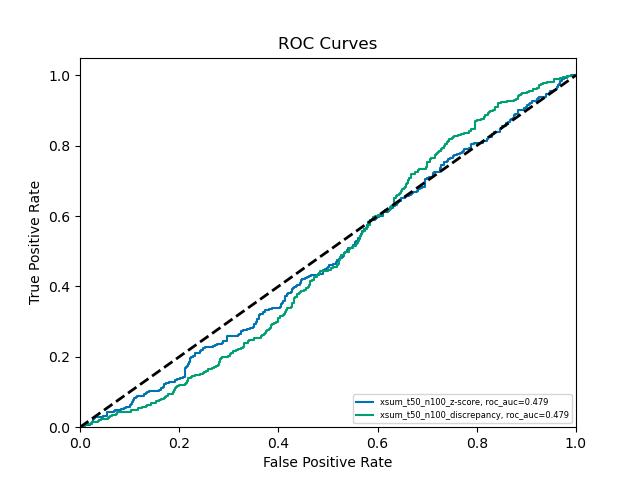 ROC Curves
1.0
0.8
0.6
0.4
0.2
0.0
True Positive Rate
xsum_t50_n100_z-score, roc_auc=0.479
xsum_t50_n100_discrepancy, roc_auc=0.479
0.0 0.2 0.4 0.6 0.8 1.0
False Positive Rate